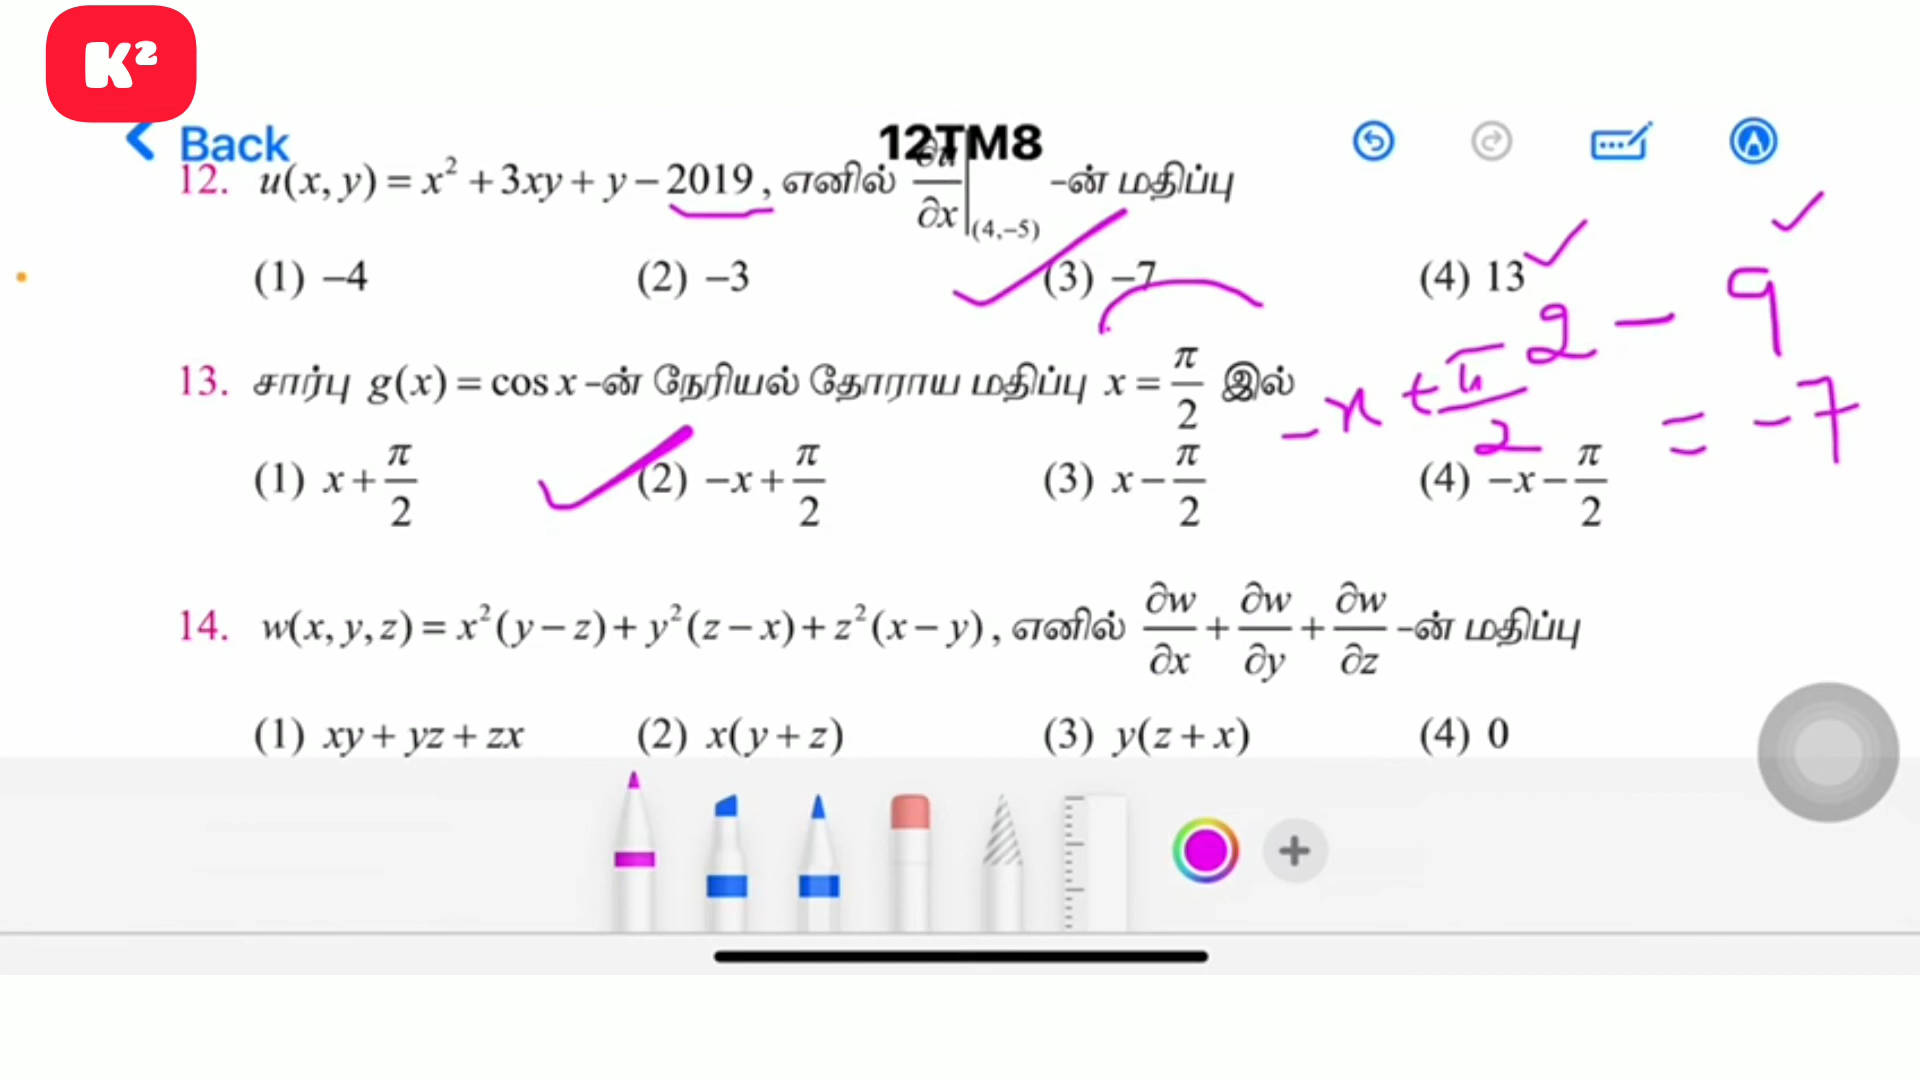 K²
Back
12TM8
12. u(x, y) = x² + 3xy + y − 2019, எனில் ∂u/∂x|(4,−5) -ன் மதிப்பு
(1) −4 (2) −3 (3) −7 (4) 13
2 − 9
13. சார்பு g(x) = cos x -ன் நேரியல் தோராய மதிப்பு x = π/2 இல்
−x + π/2 = −7
(1) x + π/2 (2) −x + π/2 (3) x − π/2 (4) −x − π/2
14. w(x, y, z) = x²(y − z) + y²(z − x) + z²(x − y), எனில் ∂w/∂x + ∂w/∂y + ∂w/∂z -ன் மதிப்பு
(1) xy + yz + zx (2) x(y + z) (3) y(z + x) (4) 0